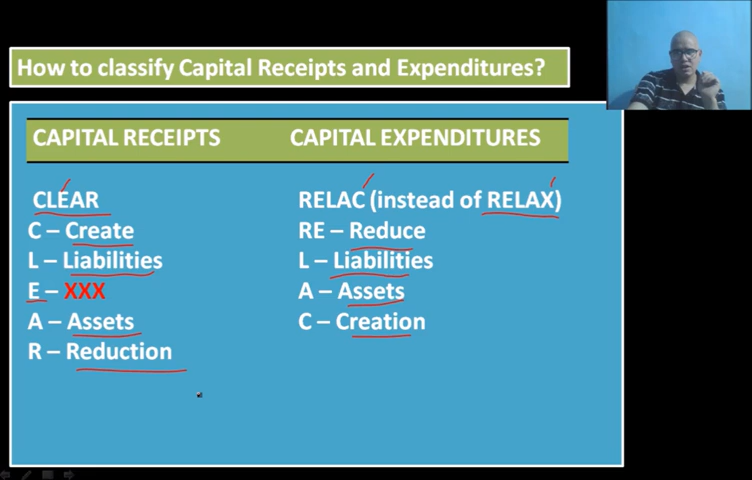 How to classify Capital Receipts and Expenditures?
CAPITAL RECEIPTS
CLEAR
C – Create
L – Liabilities
E – XXX
A – Assets
R – Reduction
CAPITAL EXPENDITURES
RELAC (instead of RELAX)
RE – Reduce
L – Liabilities
A – Assets
C – Creation